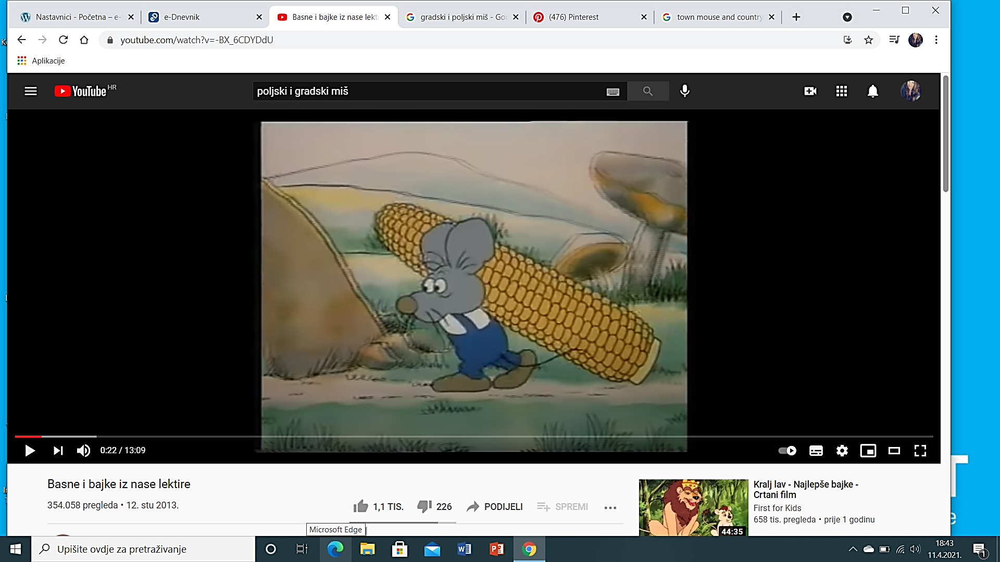 Nastavnici - Početna – e-
e-Dnevnik
Basne i bajke iz nase lekti
gradski i poljski miš - Goo
(476) Pinterest
town mouse and country
youtube.com/watch?v=-BX_6CDYDdU
Aplikacije
YouTube HR
poljski i gradski miš
0:22 / 13:09
Basne i bajke iz nase lektire
354.058 pregleda • 12. stu 2013.
1,1 TIS.
226
PODIJELI
SPREMI
Kralj lav - Najlepše bajke -
Crtani film
First for Kids
658 tis. pregleda • prije 1 godinu
44:35
Microsoft Edge
Upišite ovdje za pretraživanje
18:43
11.4.2021.
1